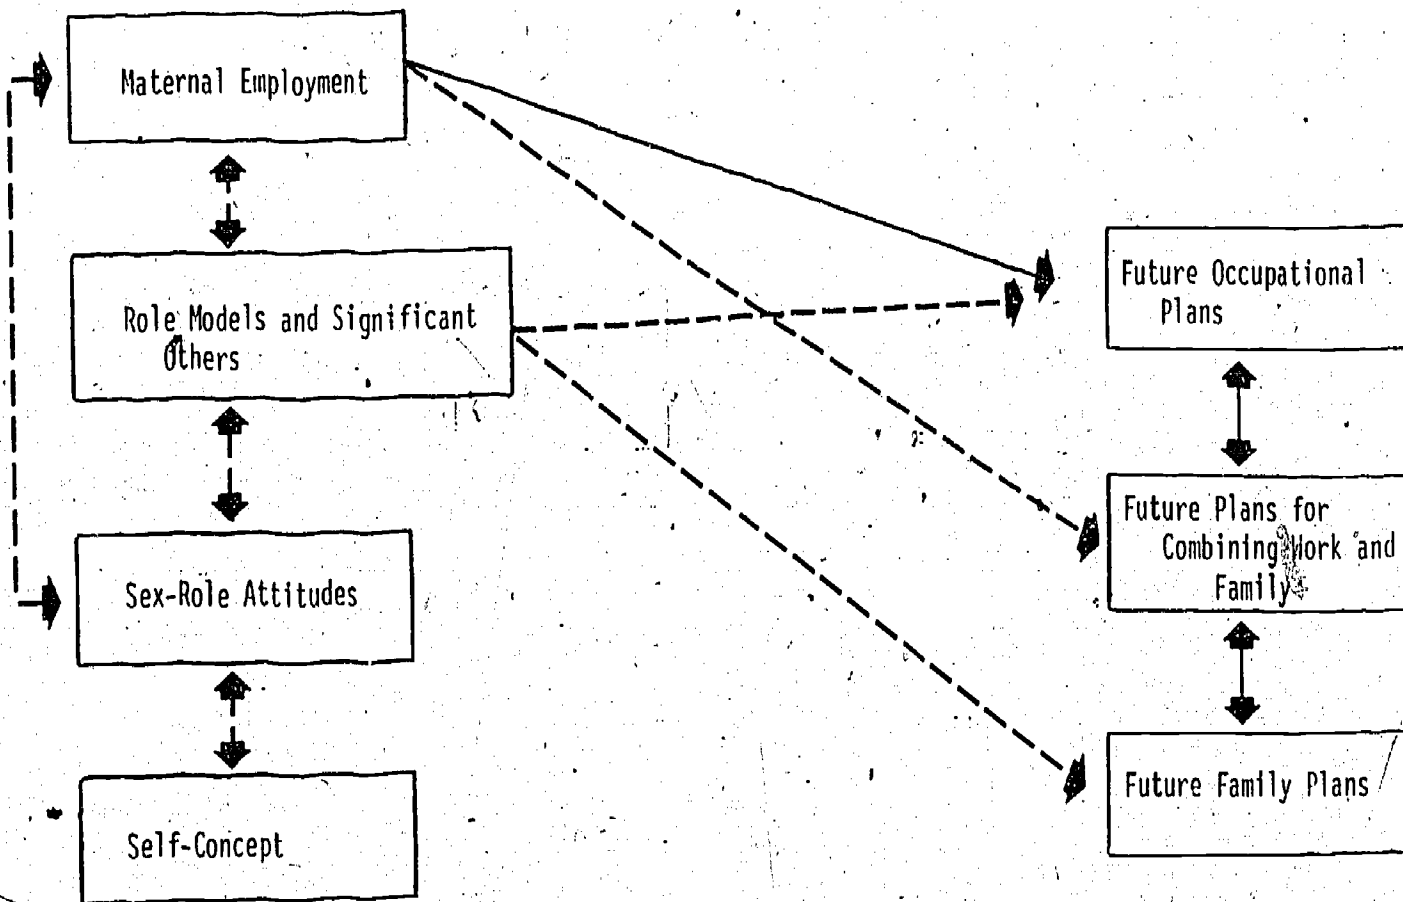 Maternal Employment
Role Models and Significant
Others
Sex-Role Attitudes
Self-Concept
Future Occupational
Plans
Future Plans for
Combining Work and
Family
Future Family Plans